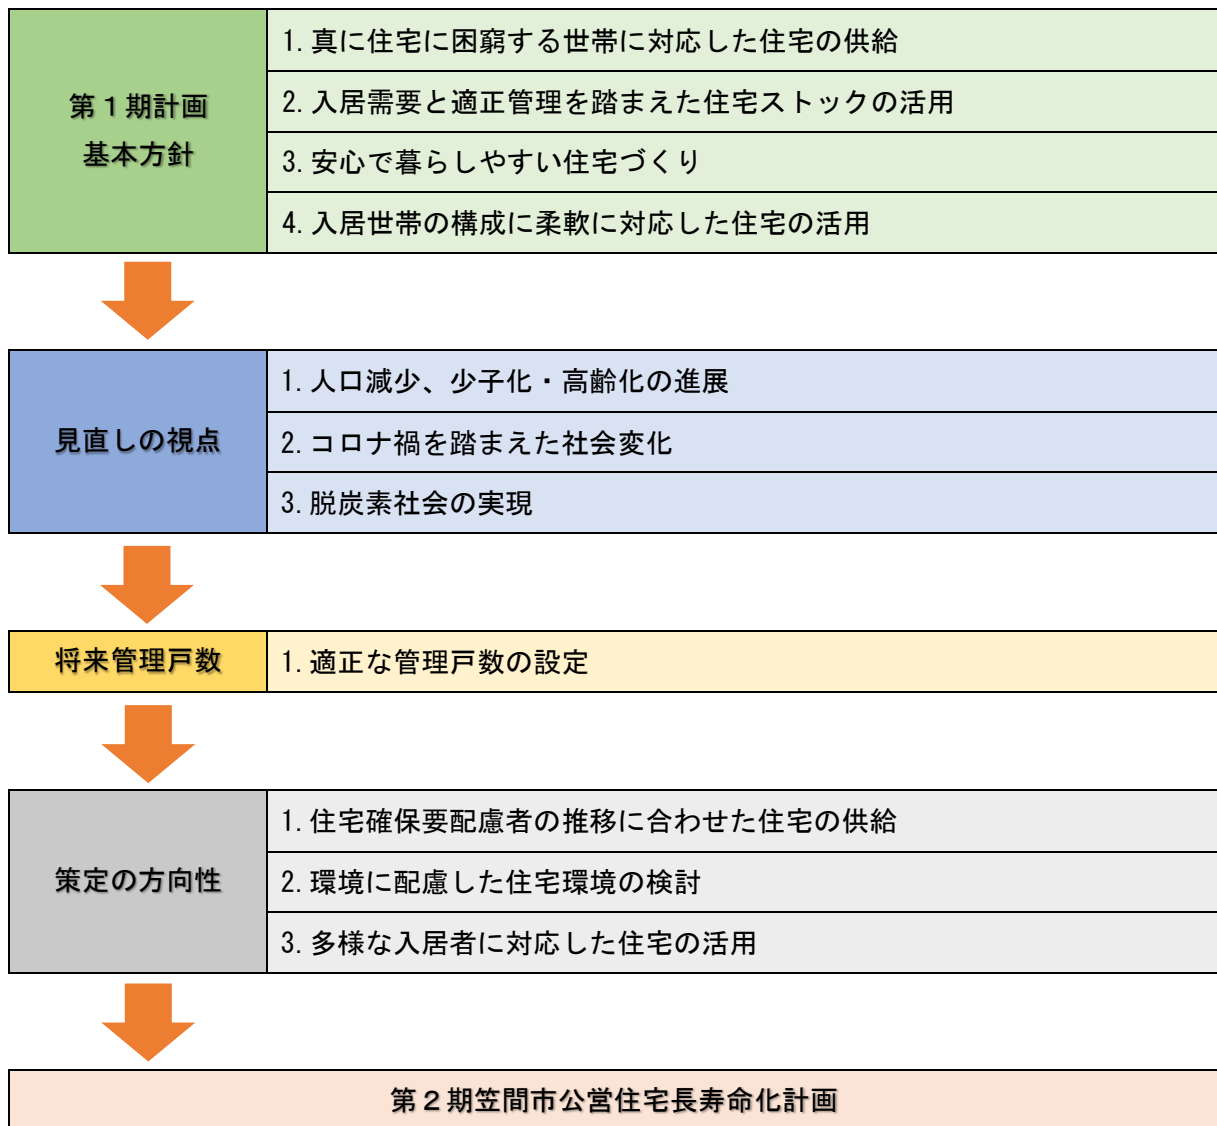 第１期計画
基本方針
1. 真に住宅に困窮する世帯に対応した住宅の供給
2. 入居需要と適正管理を踏まえた住宅ストックの活用
3. 安心で暮らしやすい住宅づくり
4. 入居世帯の構成に柔軟に対応した住宅の活用
見直しの視点
1. 人口減少、少子化・高齢化の進展
2. コロナ禍を踏まえた社会変化
3. 脱炭素社会の実現
将来管理戸数
1. 適正な管理戸数の設定
策定の方向性
1. 住宅確保要配慮者の推移に合わせた住宅の供給
2. 環境に配慮した住宅環境の検討
3. 多様な入居者に対応した住宅の活用
第２期笠間市公営住宅長寿命化計画